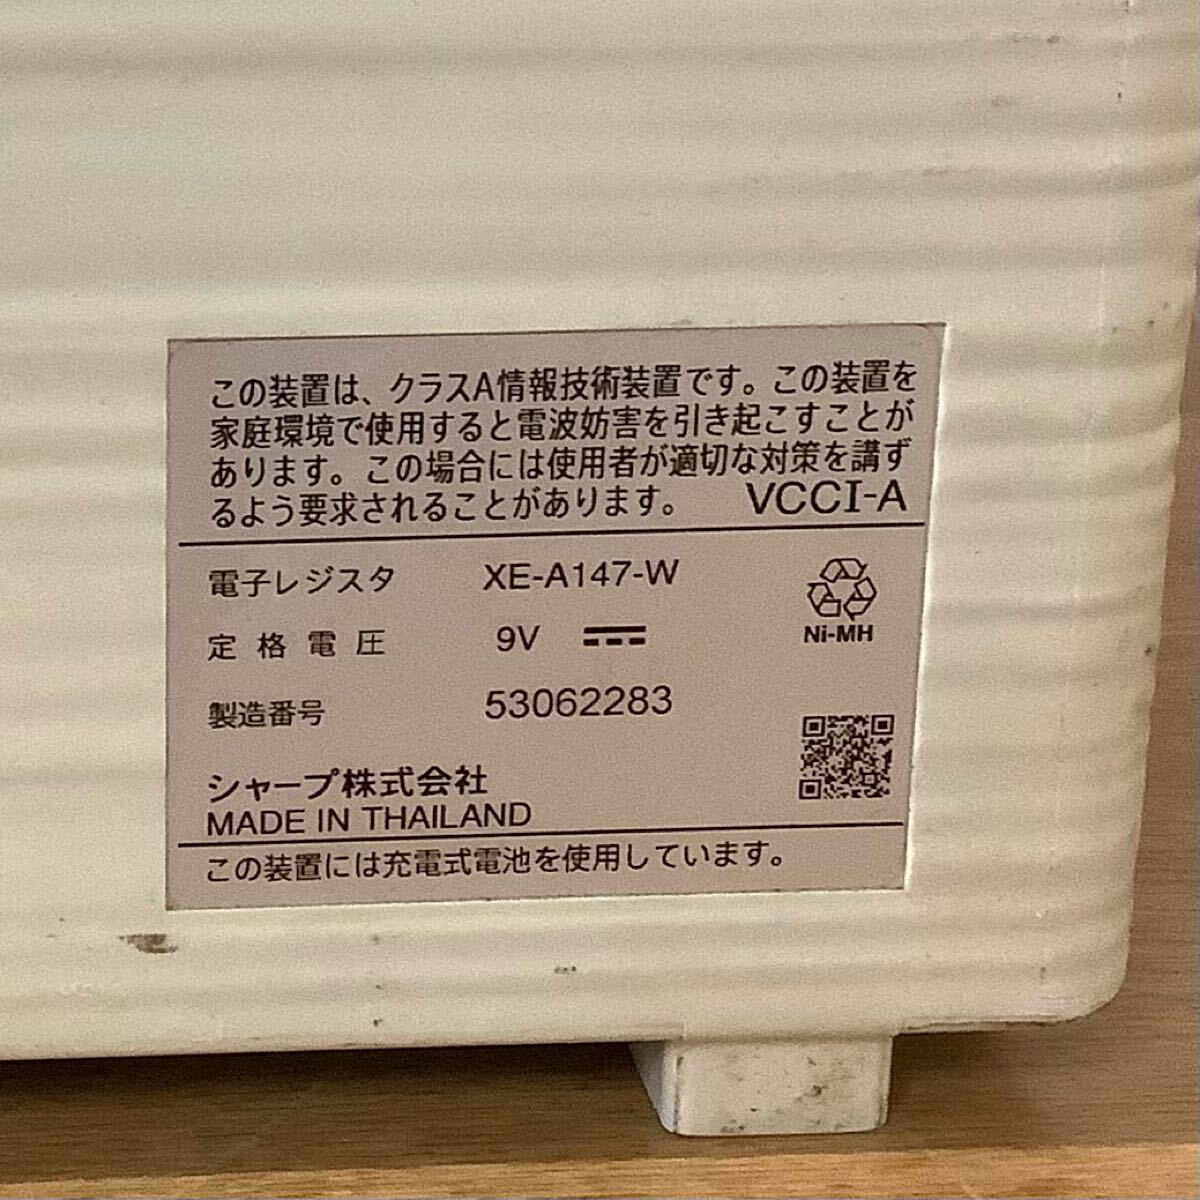 この装置は、クラスA情報技術装置です。この装置を
家庭環境で使用すると電波妨害を引き起こすことが
あります。この場合には使用者が適切な対策を講ず
るよう要求されることがあります。 VCCI-A
電子レジスタ XE-A147-W
定格電圧 9V
Ni-MH
製造番号 53062283
シャープ株式会社
MADE IN THAILAND
この装置には充電式電池を使用しています。